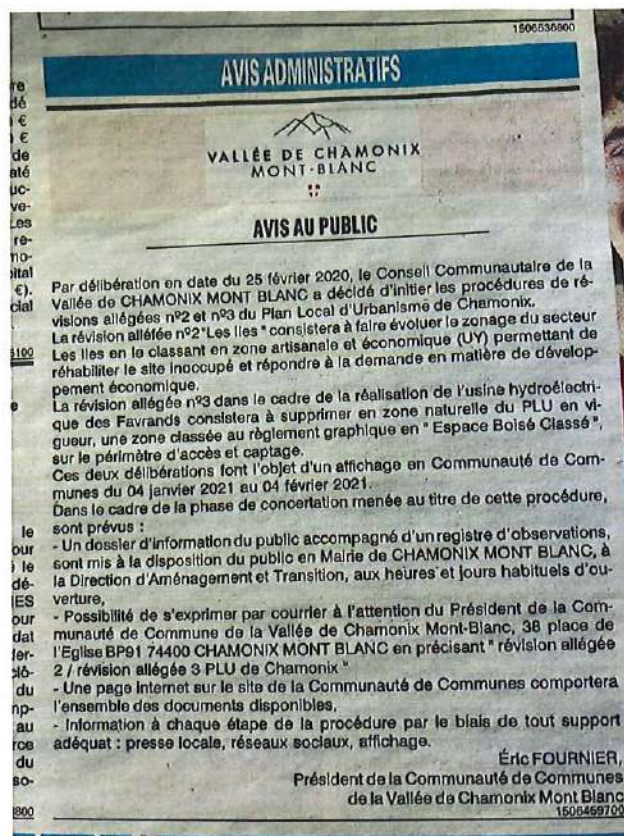 1506530800
AVIS ADMINISTRATIFS
VALLÉE DE CHAMONIX
MONT-BLANC
AVIS AU PUBLIC
Par délibération en date du 25 février 2020, le Conseil Communautaire de la
Vallée de CHAMONIX MONT BLANC a décidé d'initier les procédures de ré-
visions allégées nº2 et nº3 du Plan Local d'Urbanisme de Chamonix.
La révision alléfée nº2 "Les Iles " consistera à faire évoluer le zonage du secteur
Les Iles en le classant en zone artisanale et économique (UY) permettant de
réhabiliter le site inoccupé et répondre à la demande en matière de dévelop-
pement économique.
La révision allégée nº3 dans le cadre de la réalisation de l'usine hydroélectri-
que des Favrands consistera à supprimer en zone naturelle du PLU en vi-
gueur, une zone classée au règlement graphique en " Espace Boisé Classé ",
sur le périmètre d'accès et captage.
Ces deux délibérations font l'objet d'un affichage en Communauté de Com-
munes du 04 janvier 2021 au 04 février 2021.
Dans le cadre de la phase de concertation menée au titre de cette procédure,
sont prévus :
- Un dossier d'information du public accompagné d'un registre d'observations,
sont mis à la disposition du public en Mairie de CHAMONIX MONT BLANC, à
la Direction d'Aménagement et Transition, aux heures et jours habituels d'ou-
verture,
- Possibilité de s'exprimer par courrier à l'attention du Président de la Com-
munauté de Commune de la Vallée de Chamonix Mont-Blanc, 38 place de
l'Eglise BP91 74400 CHAMONIX MONT BLANC en précisant " révision allégée
2 / révision allégée 3 PLU de Chamonix "
- Une page internet sur le site de la Communauté de Communes comportera
l'ensemble des documents disponibles,
- Information à chaque étape de la procédure par le biais de tout support
adéquat : presse locale, réseaux sociaux, affichage.
Éric FOURNIER,
Président de la Communauté de Communes
de la Vallée de Chamonix Mont Blanc
1506459700